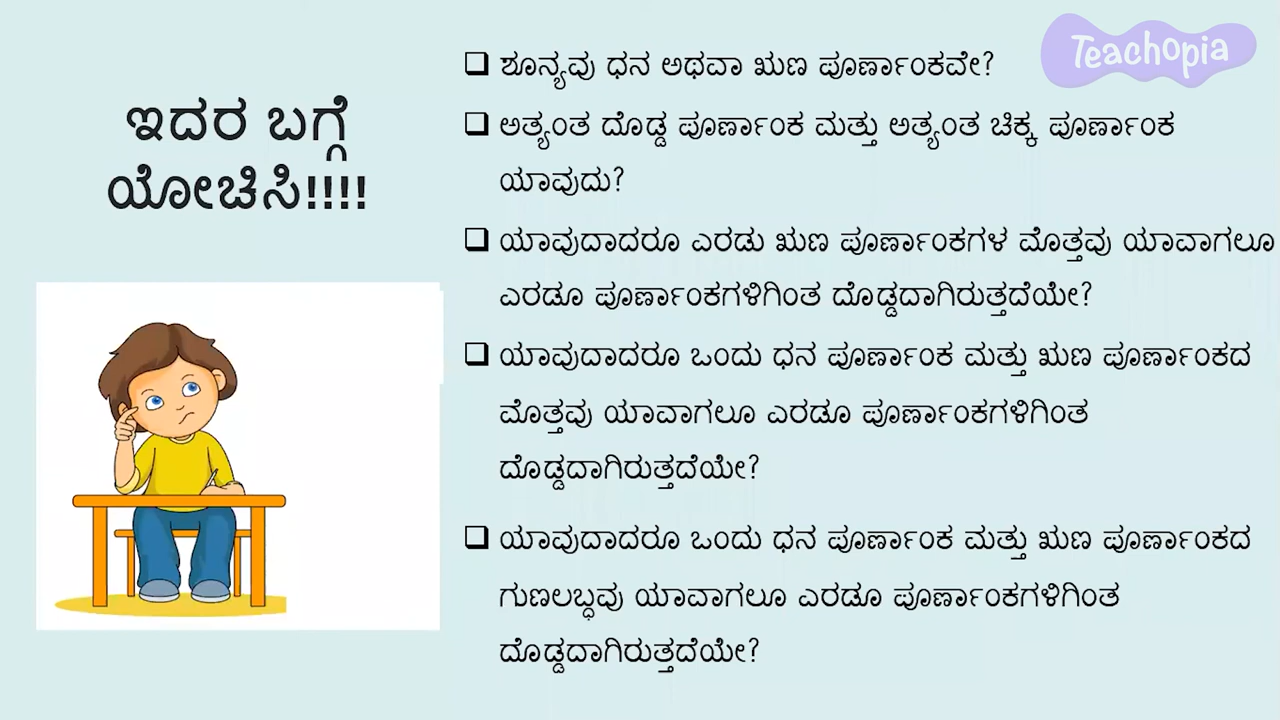 ಇದರ ಬಗ್ಗೆ
ಯೋಚಿಸಿ!!!!
Teachopia
ಶೂನ್ಯವು ಧನ ಅಥವಾ ಋಣ ಪೂರ್ಣಾಂಕವೇ?
ಅತ್ಯಂತ ದೊಡ್ಡ ಪೂರ್ಣಾಂಕ ಮತ್ತು ಅತ್ಯಂತ ಚಿಕ್ಕ ಪೂರ್ಣಾಂಕ
ಯಾವುದು?
ಯಾವುದಾದರೂ ಎರಡು ಋಣ ಪೂರ್ಣಾಂಕಗಳ ಮೊತ್ತವು ಯಾವಾಗಲೂ
ಎರಡೂ ಪೂರ್ಣಾಂಕಗಳಿಗಿಂತ ದೊಡ್ಡದಾಗಿರುತ್ತದೆಯೇ?
ಯಾವುದಾದರೂ ಒಂದು ಧನ ಪೂರ್ಣಾಂಕ ಮತ್ತು ಋಣ ಪೂರ್ಣಾಂಕದ
ಮೊತ್ತವು ಯಾವಾಗಲೂ ಎರಡೂ ಪೂರ್ಣಾಂಕಗಳಿಗಿಂತ
ದೊಡ್ಡದಾಗಿರುತ್ತದೆಯೇ?
ಯಾವುದಾದರೂ ಒಂದು ಧನ ಪೂರ್ಣಾಂಕ ಮತ್ತು ಋಣ ಪೂರ್ಣಾಂಕದ
ಗುಣಲಬ್ಧವು ಯಾವಾಗಲೂ ಎರಡೂ ಪೂರ್ಣಾಂಕಗಳಿಗಿಂತ
ದೊಡ್ಡದಾಗಿರುತ್ತದೆಯೇ?